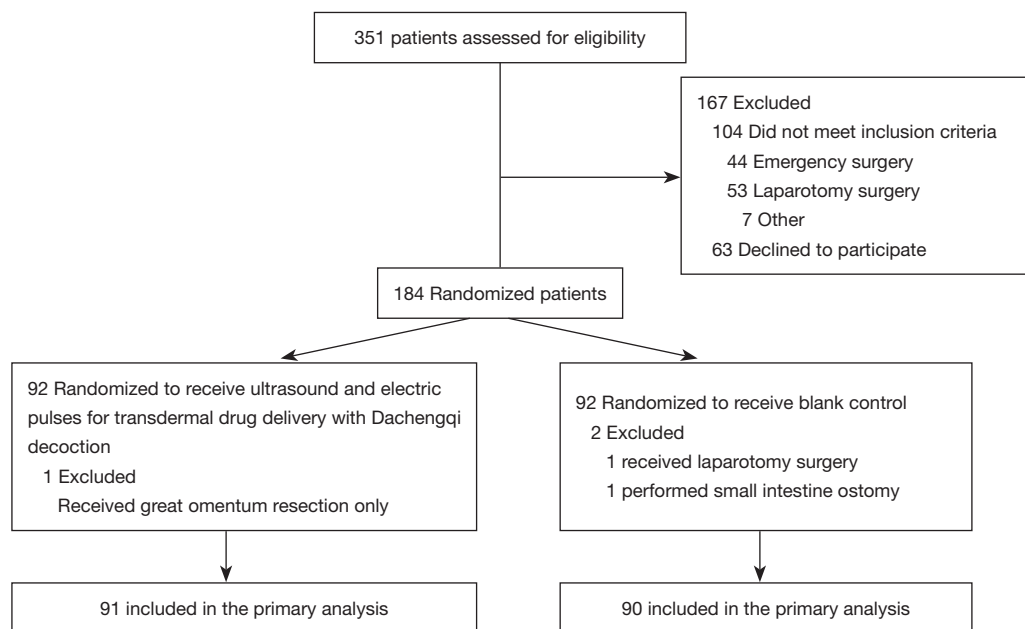 351 patients assessed for eligibility
167 Excluded
104 Did not meet inclusion criteria
44 Emergency surgery
53 Laparotomy surgery
7 Other
63 Declined to participate
184 Randomized patients
92 Randomized to receive ultrasound and electric
pulses for transdermal drug delivery with Dachengqi
decoction
1 Excluded
Received great omentum resection only
92 Randomized to receive blank control
2 Excluded
1 received laparotomy surgery
1 performed small intestine ostomy
91 included in the primary analysis
90 included in the primary analysis